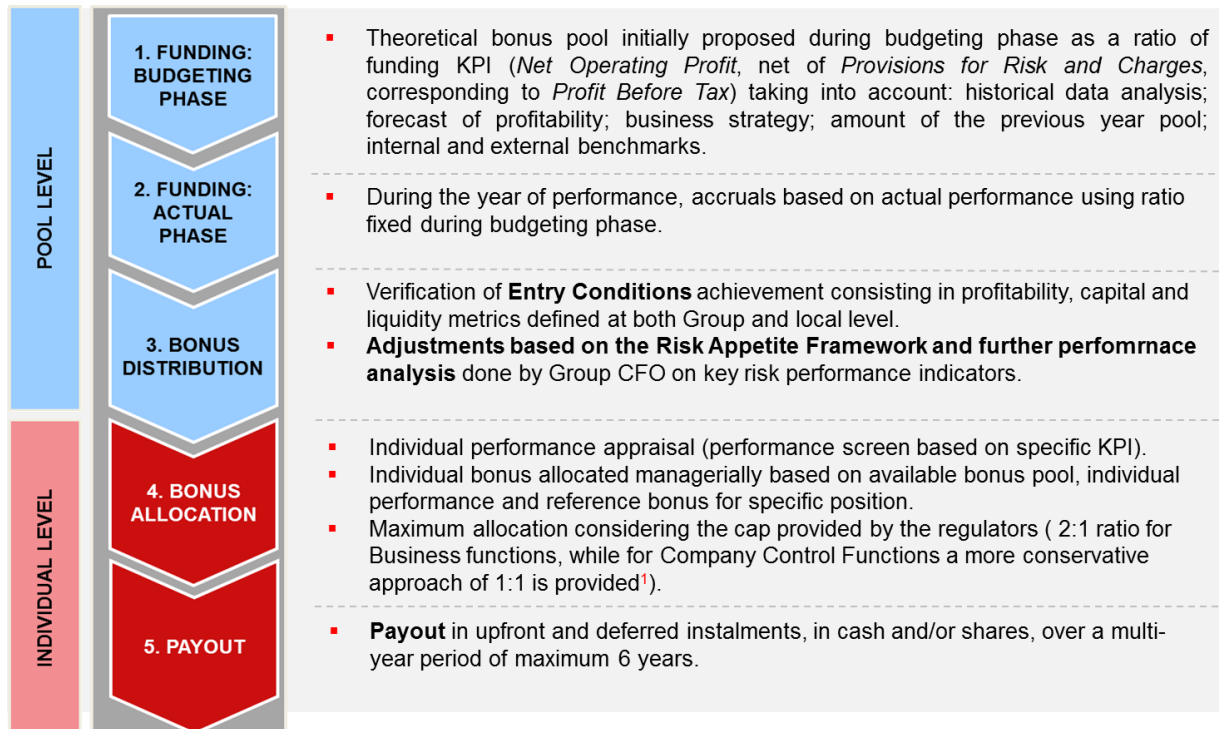 POOL LEVEL
1. FUNDING:
BUDGETING
PHASE
Theoretical bonus pool initially proposed during budgeting phase as a ratio of
funding KPI (Net Operating Profit, net of Provisions for Risk and Charges,
corresponding to Profit Before Tax) taking into account: historical data analysis;
forecast of profitability; business strategy; amount of the previous year pool;
internal and external benchmarks.
2. FUNDING:
ACTUAL
PHASE
During the year of performance, accruals based on actual performance using ratio
fixed during budgeting phase.
3. BONUS
DISTRIBUTION
Verification of Entry Conditions achievement consisting in profitability, capital and
liquidity metrics defined at both Group and local level.
Adjustments based on the Risk Appetite Framework and further perfomrnace
analysis done by Group CFO on key risk performance indicators.
INDIVIDUAL LEVEL
4. BONUS
ALLOCATION
Individual performance appraisal (performance screen based on specific KPI).
Individual bonus allocated managerially based on available bonus pool, individual
performance and reference bonus for specific position.
Maximum allocation considering the cap provided by the regulators ( 2:1 ratio for
Business functions, while for Company Control Functions a more conservative
approach of 1:1 is provided1).
5. PAYOUT
Payout in upfront and deferred instalments, in cash and/or shares, over a multi-
year period of maximum 6 years.